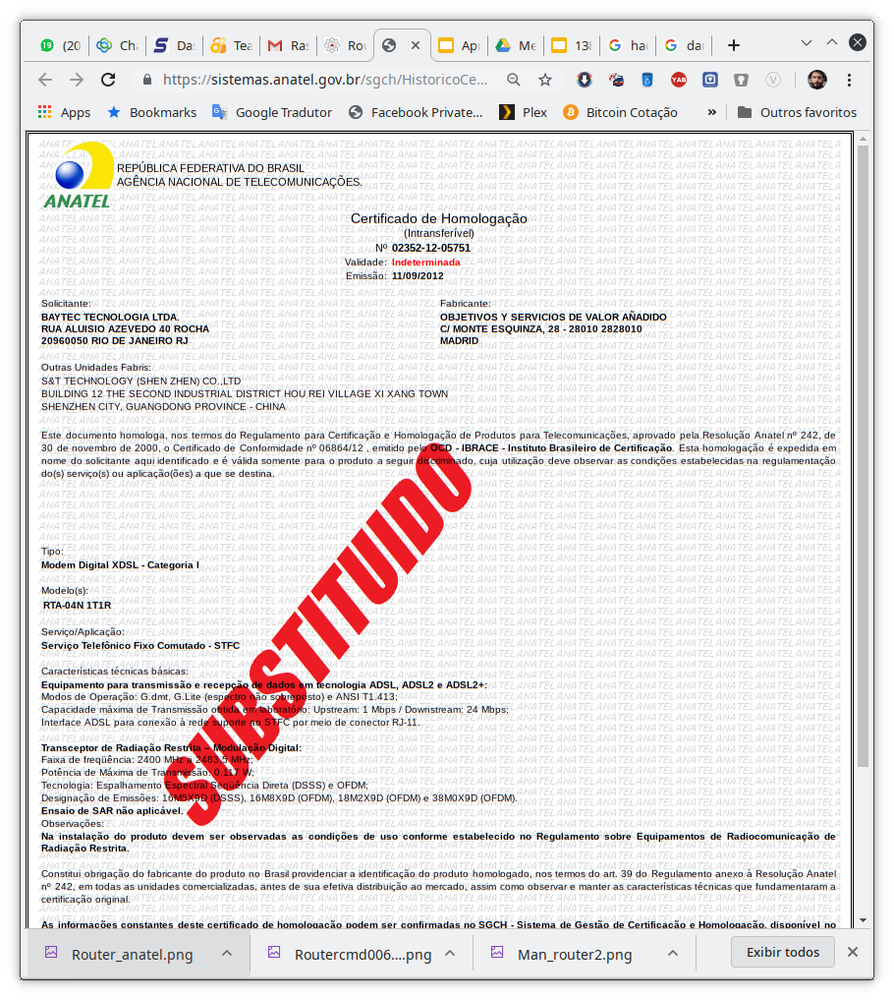 19
(20
Cha
Das
Tea
Ras
Rou
Apr
Me
138
hac
dar
https://sistemas.anatel.gov.br/sgch/HistoricoCe...
YAB
Apps
Bookmarks
Google Tradutor
Facebook Private...
Plex
Bitcoin Cotação
»
Outros favoritos
ANATEL
REPÚBLICA FEDERATIVA DO BRASIL
AGÊNCIA NACIONAL DE TELECOMUNICAÇÕES.
Certificado de Homologação
(Intransferível)
Nº 02352-12-05751
Validade: Indeterminada
Emissão: 11/09/2012
Solicitante:
BAYTEC TECNOLOGIA LTDA.
RUA ALUISIO AZEVEDO 40 ROCHA
20960050 RIO DE JANEIRO RJ
Fabricante:
OBJETIVOS Y SERVICIOS DE VALOR AÑADIDO
C/ MONTE ESQUINZA, 28 - 28010 2828010
MADRID
Outras Unidades Fabris:
S&T TECHNOLOGY (SHEN ZHEN) CO.,LTD
BUILDING 12 THE SECOND INDUSTRIAL DISTRICT HOU REI VILLAGE XI XANG TOWN
SHENZHEN CITY, GUANGDONG PROVINCE - CHINA
Este documento homologa, nos termos do Regulamento para Certificação e Homologação de Produtos para Telecomunicações, aprovado pela Resolução Anatel nº 242, de
30 de novembro de 2000, o Certificado de Conformidade nº 06864/12 , emitido pelo OCD - IBRACE - Instituto Brasileiro de Certificação. Esta homologação é expedida em
nome do solicitante aqui identificado e é válida somente para o produto a seguir discriminado, cuja utilização deve observar as condições estabelecidas na regulamentação
do(s) serviço(s) ou aplicação(ões) a que se destina.
SUBSTITUIDO
Tipo:
Modem Digital XDSL - Categoria I
Modelo(s):
RTA-04N 1T1R
Serviço/Aplicação:
Serviço Telefônico Fixo Comutado - STFC
Características técnicas básicas:
Equipamento para transmissão e recepção de dados em tecnologia ADSL, ADSL2 e ADSL2+:
Modos de Operação: G.dmt, G.Lite (espectro não sobreposto) e ANSI T1.413;
Capacidade máxima de Transmissão obtida em laboratório: Upstream: 1 Mbps / Downstream: 24 Mbps;
Interface ADSL para conexão à rede suporte ao STFC por meio de conector RJ-11.
Transceptor de Radiação Restrita – Modulação Digital:
Faixa de freqüência: 2400 MHz a 2483,5 MHz;
Potência de Máxima de Transmissão: 0,117 W;
Tecnologia: Espalhamento Espectral Seqüência Direta (DSSS) e OFDM;
Designação de Emissões: 16M5X9D (DSSS), 16M8X9D (OFDM), 18M2X9D (OFDM) e 38M0X9D (OFDM).
Ensaio de SAR não aplicável.
Observações:
Na instalação do produto devem ser observadas as condições de uso conforme estabelecido no Regulamento sobre Equipamentos de Radiocomunicação de
Radiação Restrita.
Constitui obrigação do fabricante do produto no Brasil providenciar a identificação do produto homologado, nos termos do art. 39 do Regulamento anexo à Resolução Anatel
nº 242, em todas as unidades comercializadas, antes de sua efetiva distribuição ao mercado, assim como observar e manter as características técnicas que fundamentaram a
certificação original.
As informações constantes deste certificado de homologação podem ser confirmadas no SGCH - Sistema de Gestão de Certificação e Homologação, disponível no
Router_anatel.png
Routercmd006....png
Man_router2.png
Exibir todos